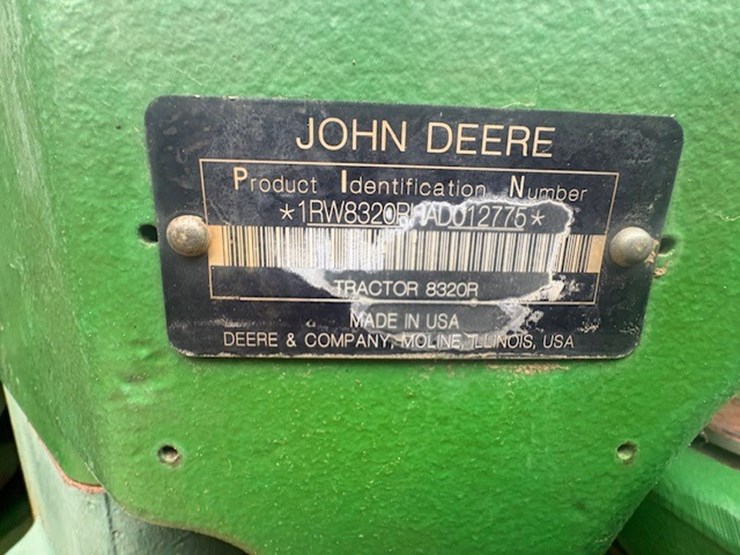 JOHN DEERE
Product Identification Number
*1RW8320RHAD012775*
TRACTOR 8320R
MADE IN USA
DEERE & COMPANY, MOLINE, ILLINOIS, USA